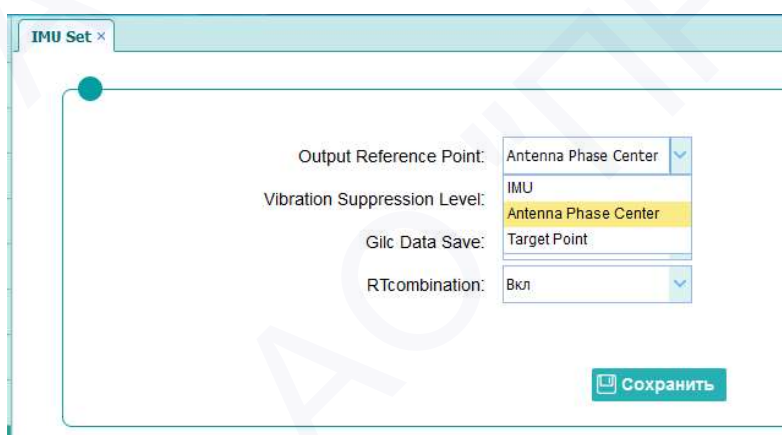 IMU Set ×
Output Reference Point: Antenna Phase Center
Vibration Suppression Level: IMU
Antenna Phase Center
Gilc Data Save: Target Point
RTcombination: Вкл
Сохранить